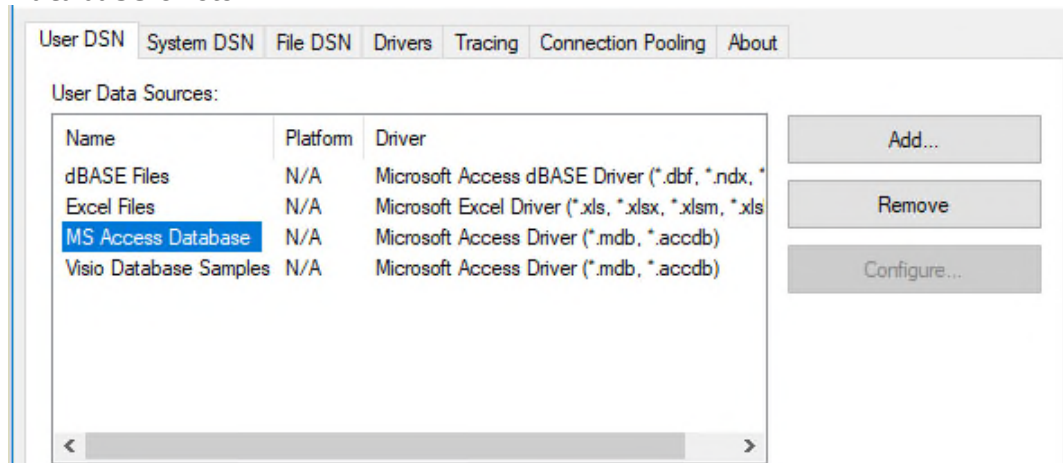 User DSN System DSN File DSN Drivers Tracing Connection Pooling About
User Data Sources:
Name Platform Driver
dBASE Files N/A Microsoft Access dBASE Driver (*.dbf, *.ndx, *
Excel Files N/A Microsoft Excel Driver (*.xls, *.xlsx, *.xlsm, *.xls
MS Access Database N/A Microsoft Access Driver (*.mdb, *.accdb)
Visio Database Samples N/A Microsoft Access Driver (*.mdb, *.accdb)
Add...
Remove
Configure...